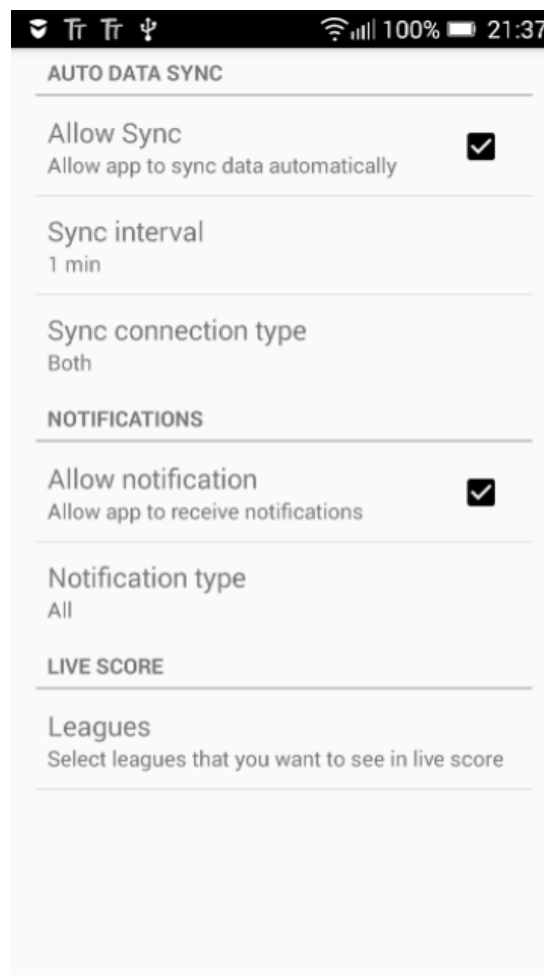 100% 21:37
AUTO DATA SYNC
Allow Sync
Allow app to sync data automatically
Sync interval
1 min
Sync connection type
Both
NOTIFICATIONS
Allow notification
Allow app to receive notifications
Notification type
All
LIVE SCORE
Leagues
Select leagues that you want to see in live score